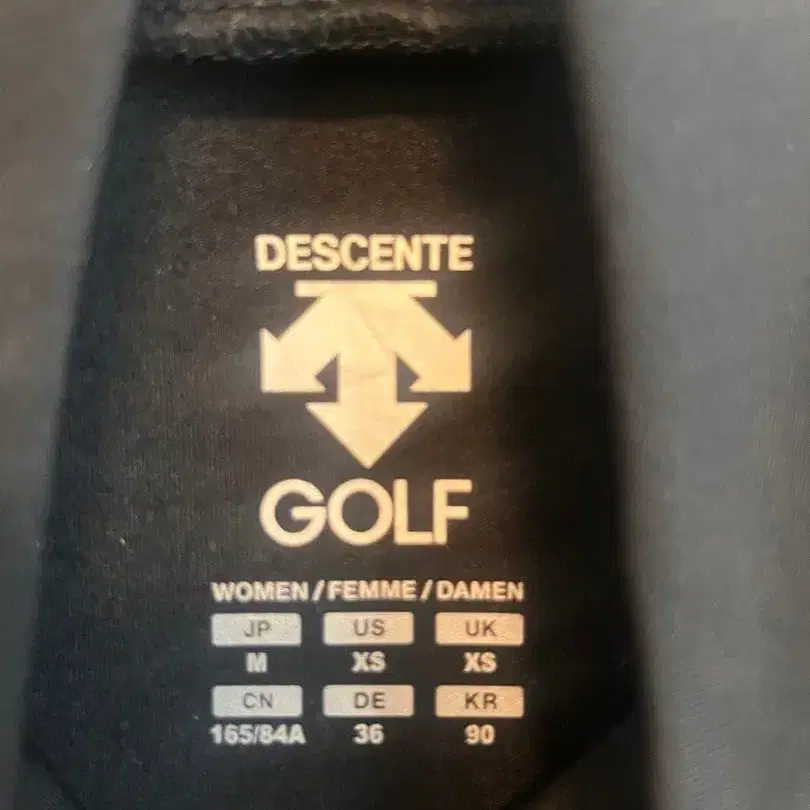 DESCENTE
GOLF
WOMEN / FEMME / DAMEN
JP US UK
M XS XS
CN DE KR
165/84A 36 90